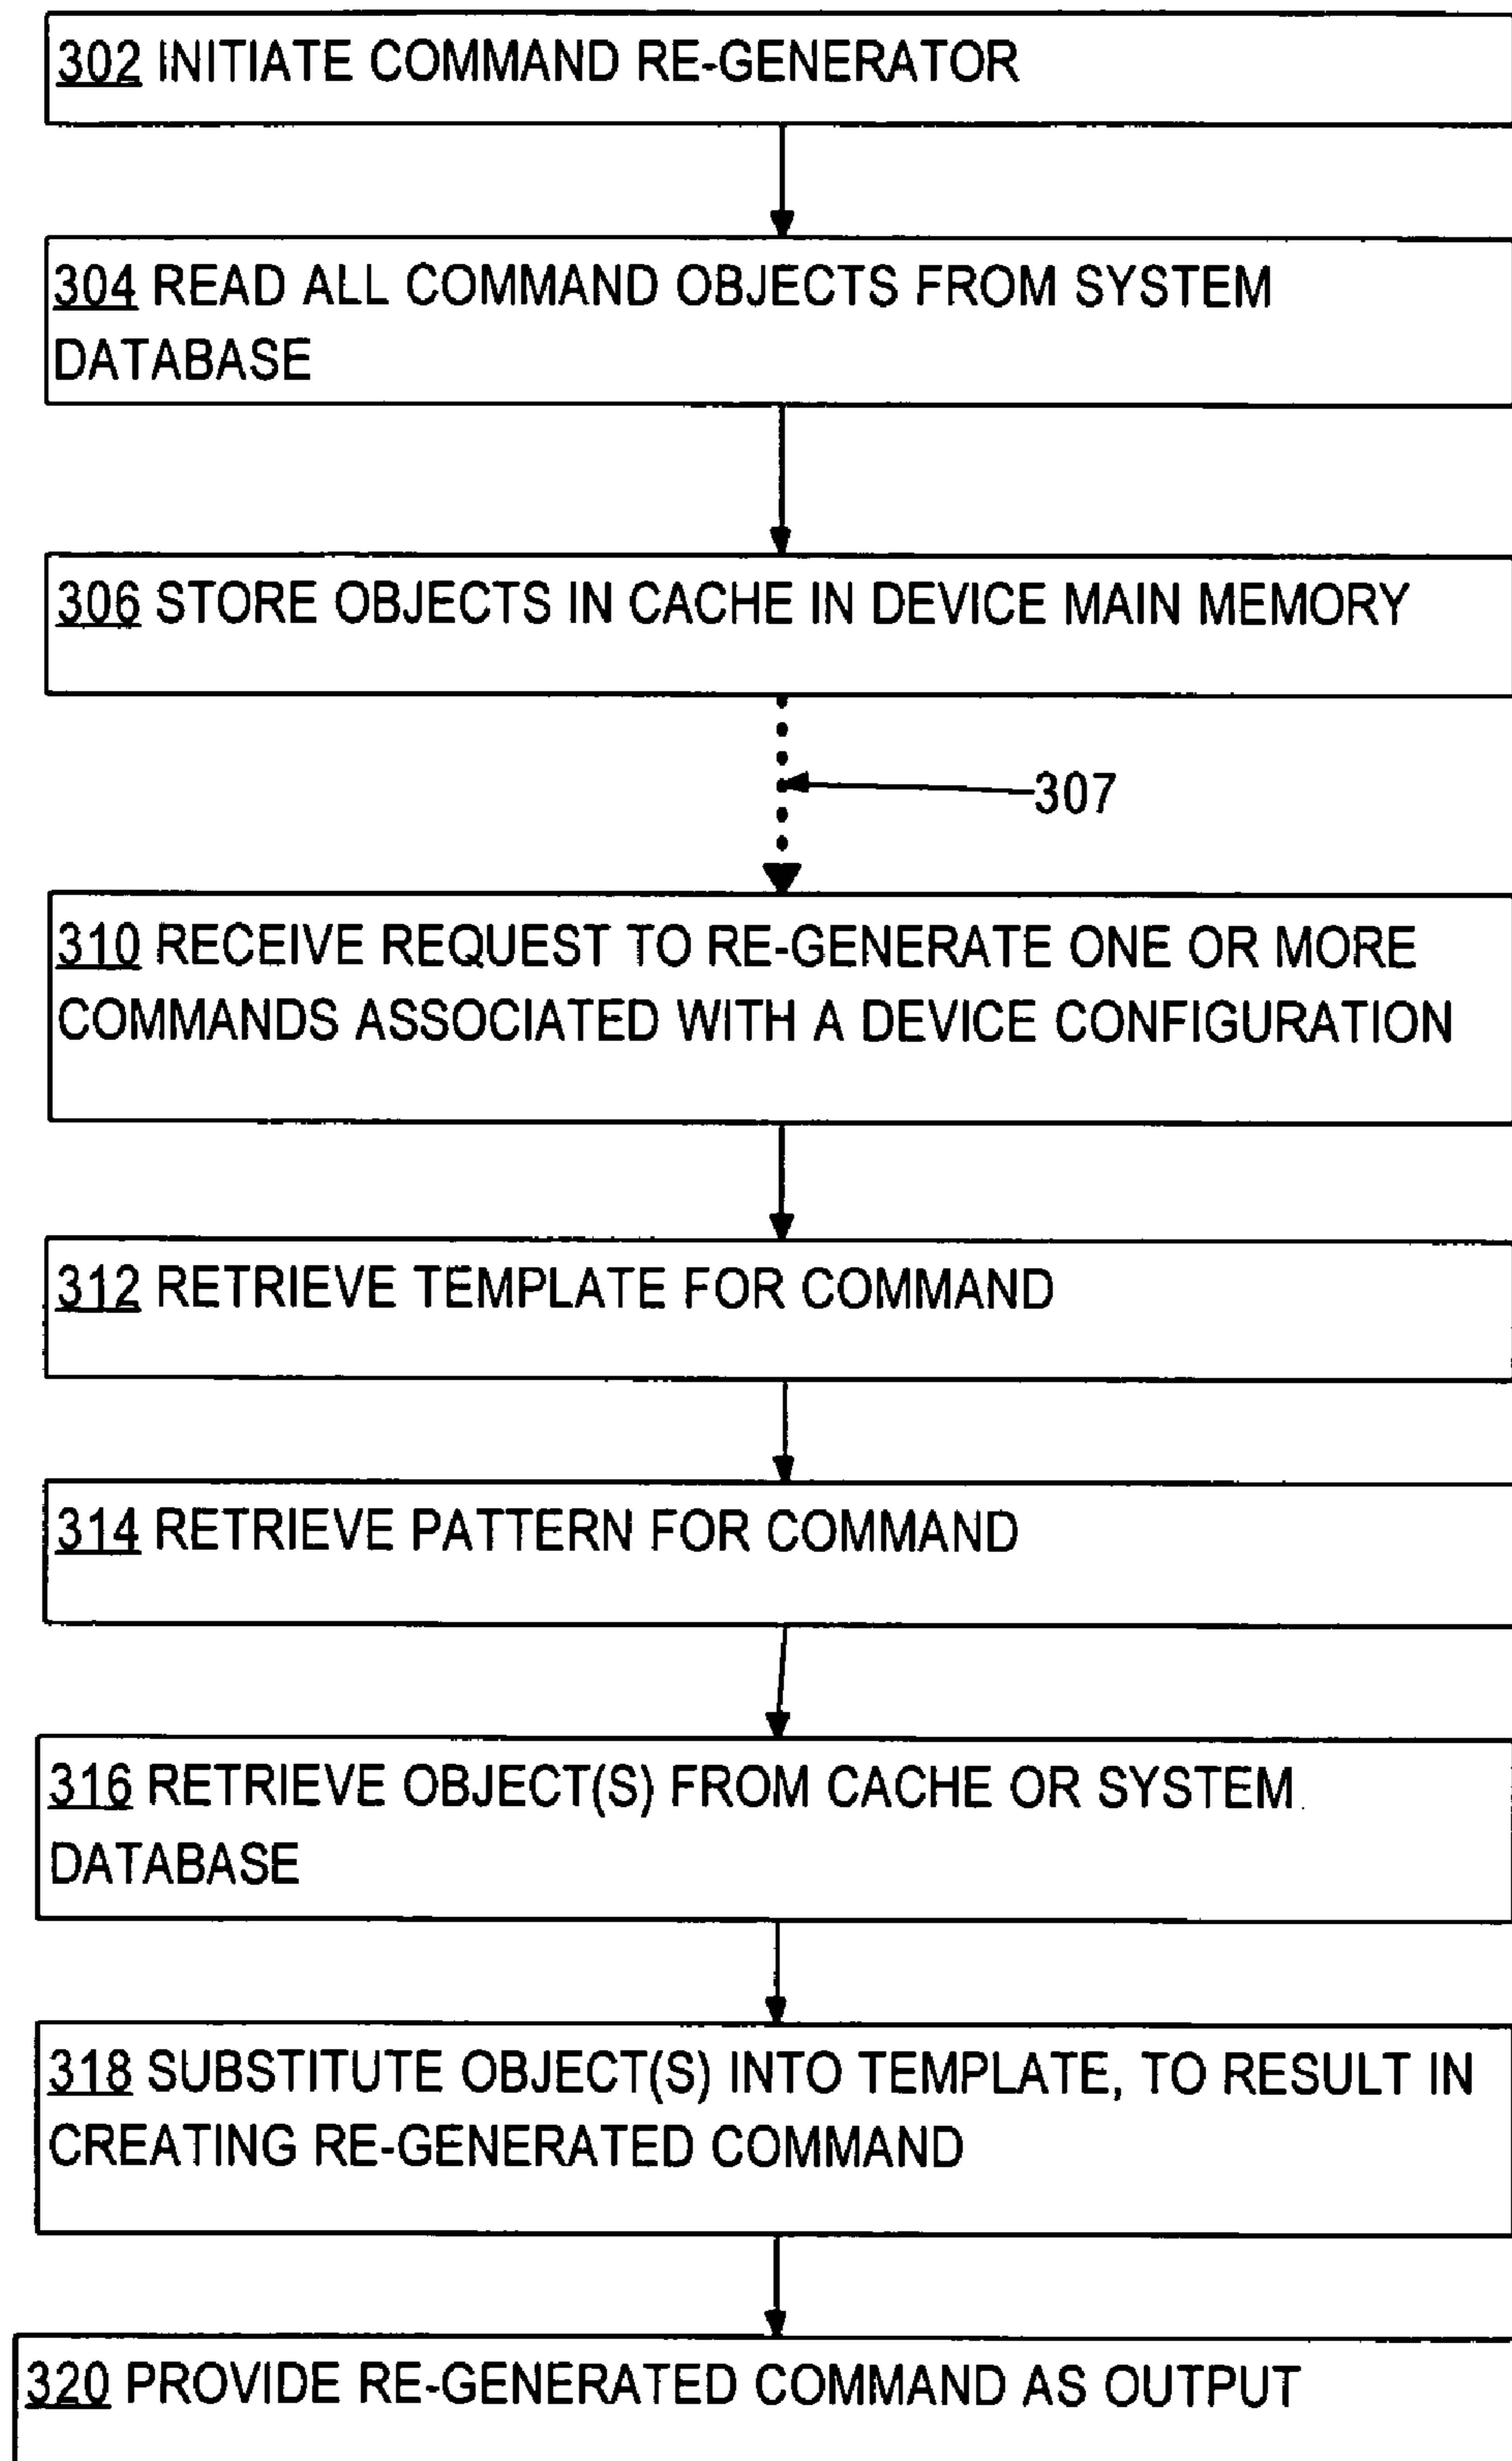 302 INITIATE COMMAND RE-GENERATOR
304 READ ALL COMMAND OBJECTS FROM SYSTEM
DATABASE
306 STORE OBJECTS IN CACHE IN DEVICE MAIN MEMORY
307
310 RECEIVE REQUEST TO RE-GENERATE ONE OR MORE
COMMANDS ASSOCIATED WITH A DEVICE CONFIGURATION
312 RETRIEVE TEMPLATE FOR COMMAND
314 RETRIEVE PATTERN FOR COMMAND
316 RETRIEVE OBJECT(S) FROM CACHE OR SYSTEM
DATABASE
318 SUBSTITUTE OBJECT(S) INTO TEMPLATE, TO RESULT IN
CREATING RE-GENERATED COMMAND
320 PROVIDE RE-GENERATED COMMAND AS OUTPUT